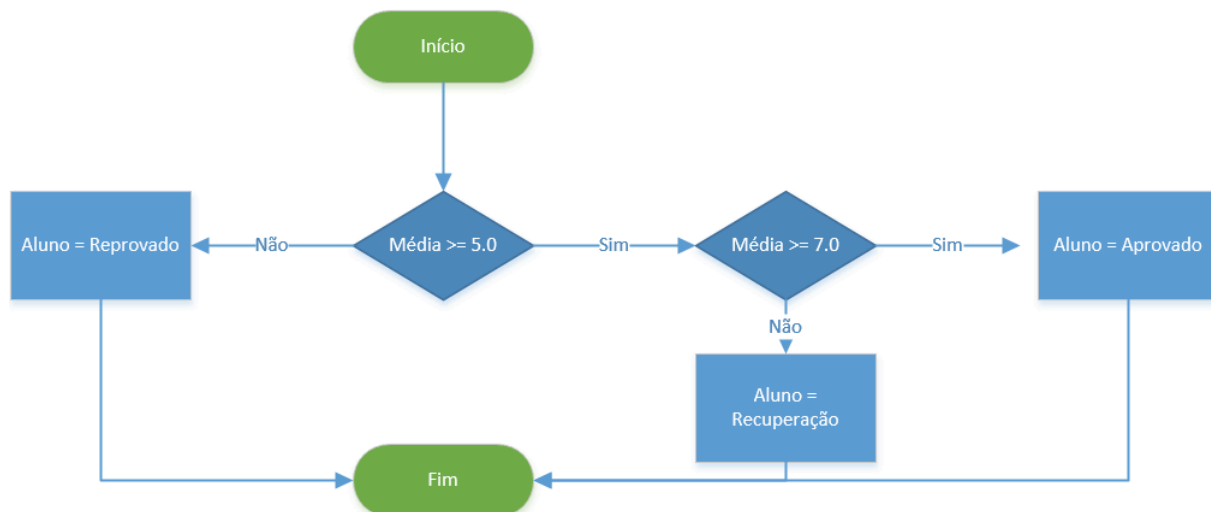 Início
Aluno = Reprovado
Não
Média >= 5.0
Sim
Média >= 7.0
Sim
Aluno = Aprovado
Não
Aluno =
Recuperação
Fim